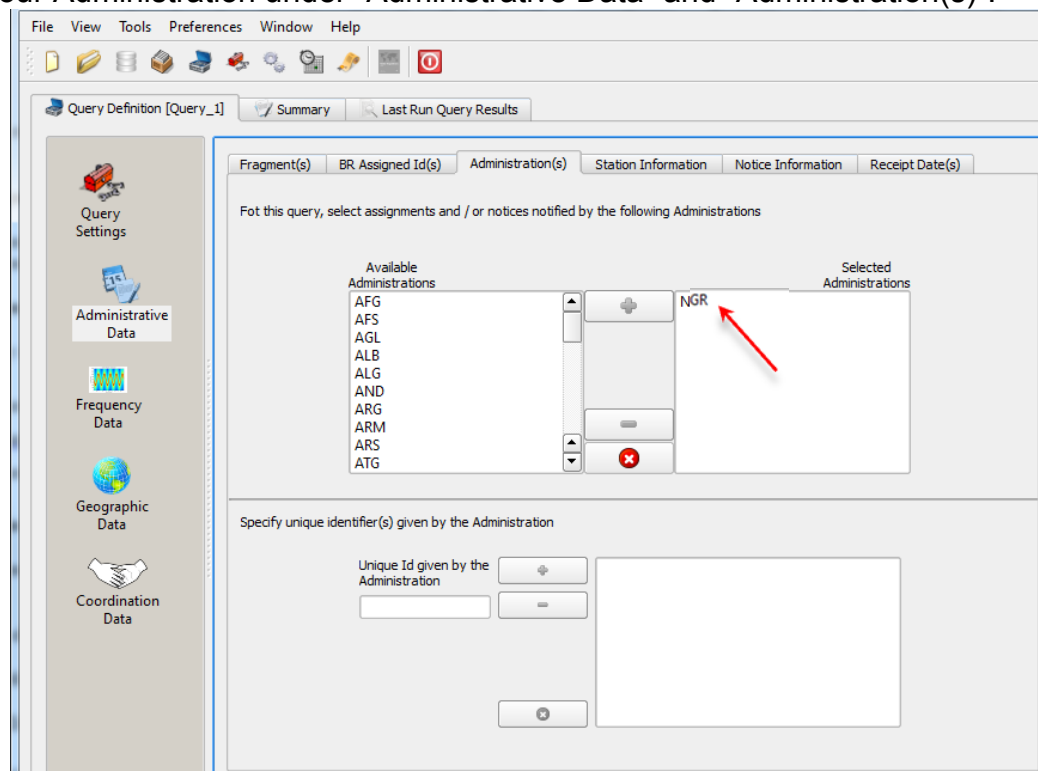 our Administration under "Administrative Data" and "Administration(s)".
File View Tools Preferences Window Help
Query Definition [Query_1] Summary Last Run Query Results
Fragment(s) BR Assigned Id(s) Administration(s) Station Information Notice Information Receipt Date(s)
Query
Settings
Administrative
Data
Frequency
Data
Geographic
Data
Coordination
Data
Fot this query, select assignments and / or notices notified by the following Administrations
Available
Administrations
AFG
AFS
AGL
ALB
ALG
AND
ARG
ARM
ARS
ATG
Selected
Administrations
NGR
Specify unique identifier(s) given by the Administration
Unique Id given by the
Administration